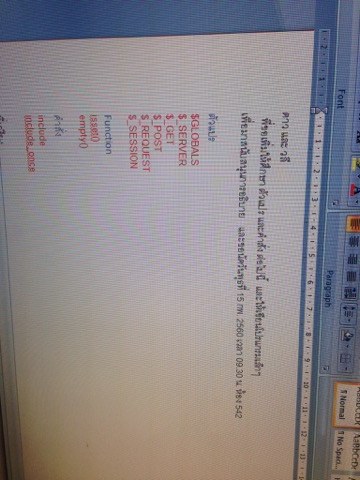 Font
Paragraph
AaBbCcDc
AaBbCcDc
¶ Normal
¶ No Spaci...
ดาว และ วลี
พี่ขอเพิ่มให้ศึกษา ตัวแปร และคำสั่ง ต่อไปนี้ และให้เขียนโปรแกรมเล็กๆ
เพื่อมาสนับสนุนการอธิบาย และขอนัดวันพุธที่ 15 กพ. 2560 เวลา 09.30 น. ห้อง 542
ตัวแปร
$GLOBALS
$_SERVER
$_GET
$_POST
$_REQUEST
$_SESSION
Function
isset()
empty()
คำสั่ง
include
include_once